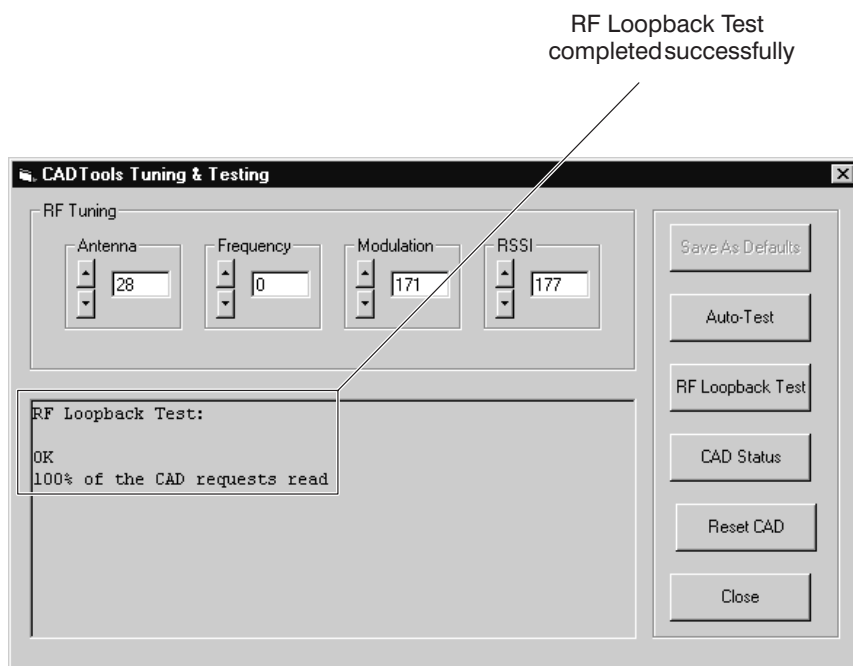 RF Loopback Test
completed successfully
CADTools Tuning & Testing
RF Tuning
Antenna
Frequency
Modulation
RSSI
28
0
171
177
Save As Defaults
Auto-Test
RF Loopback Test
CAD Status
Reset CAD
Close
RF Loopback Test:
OK
100% of the CAD requests read